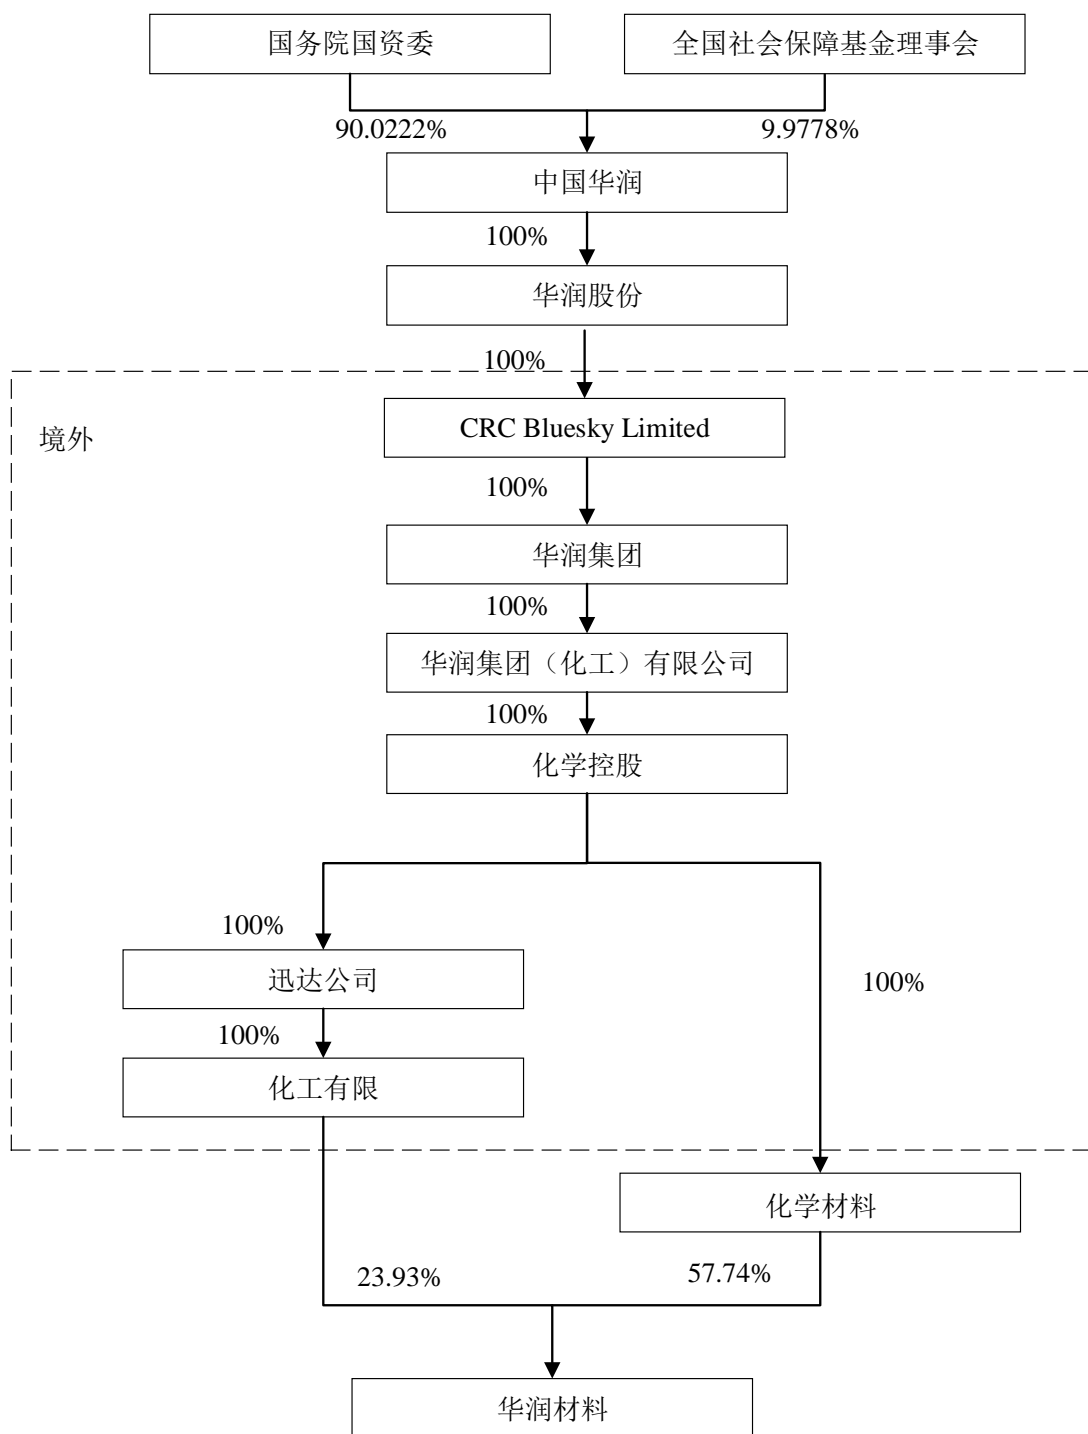 国务院国资委
全国社会保障基金理事会
90.0222%
9.9778%
中国华润
100%
华润股份
100%
境外
CRC Bluesky Limited
100%
华润集团
100%
华润集团（化工）有限公司
100%
化学控股
100%
迅达公司
100%
100%
化工有限
化学材料
23.93%
57.74%
华润材料